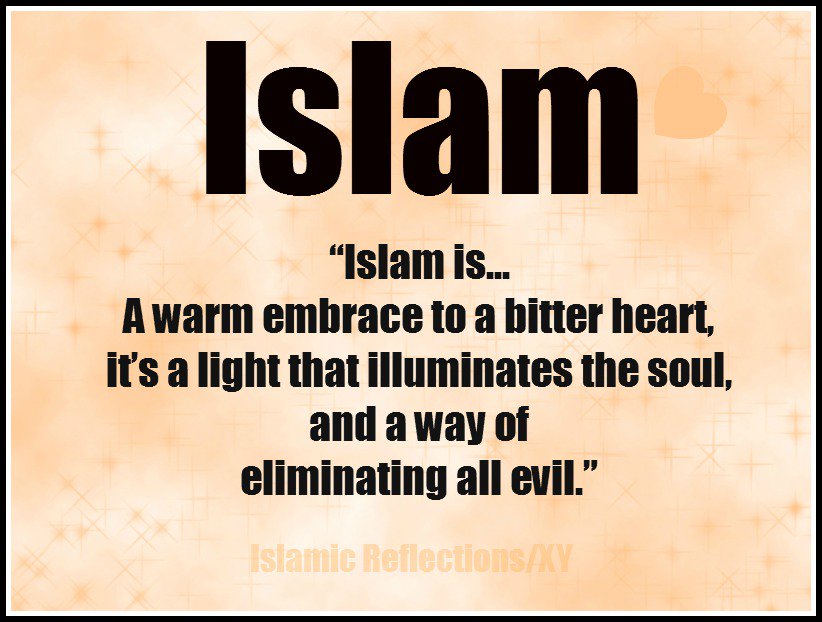 Islam
“Islam is...
A warm embrace to a bitter heart,
it’s a light that illuminates the soul,
and a way of
eliminating all evil.”
Islamic Reflections/XY